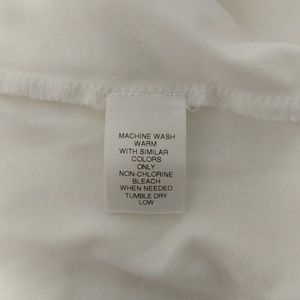 MACHINE WASH
WARM
WITH SIMILAR
COLORS
ONLY
NON-CHLORINE
BLEACH
WHEN NEEDED
TUMBLE DRY
LOW